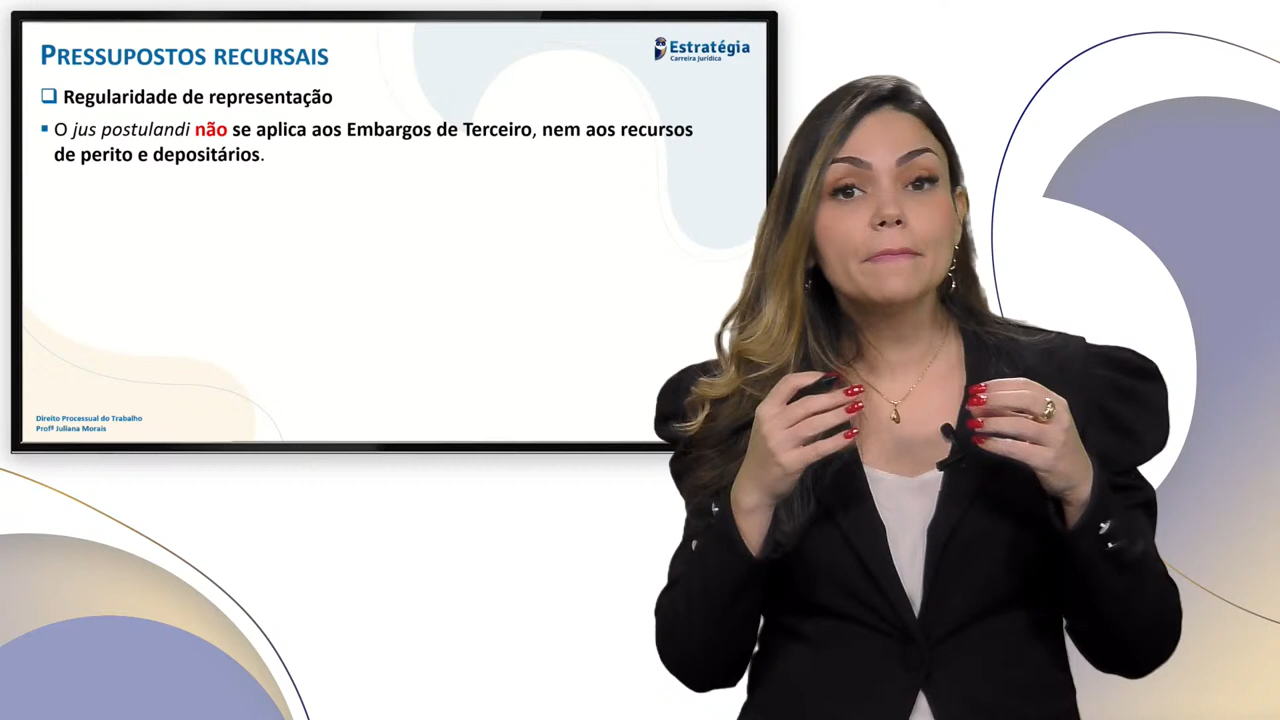 PRESSUPOSTOS RECURSAIS
Estratégia
Carreira Jurídica
Regularidade de representação
O jus postulandi não se aplica aos Embargos de Terceiro, nem aos recursos
de perito e depositários.
Direito Processual do Trabalho
Profª Juliana Morais